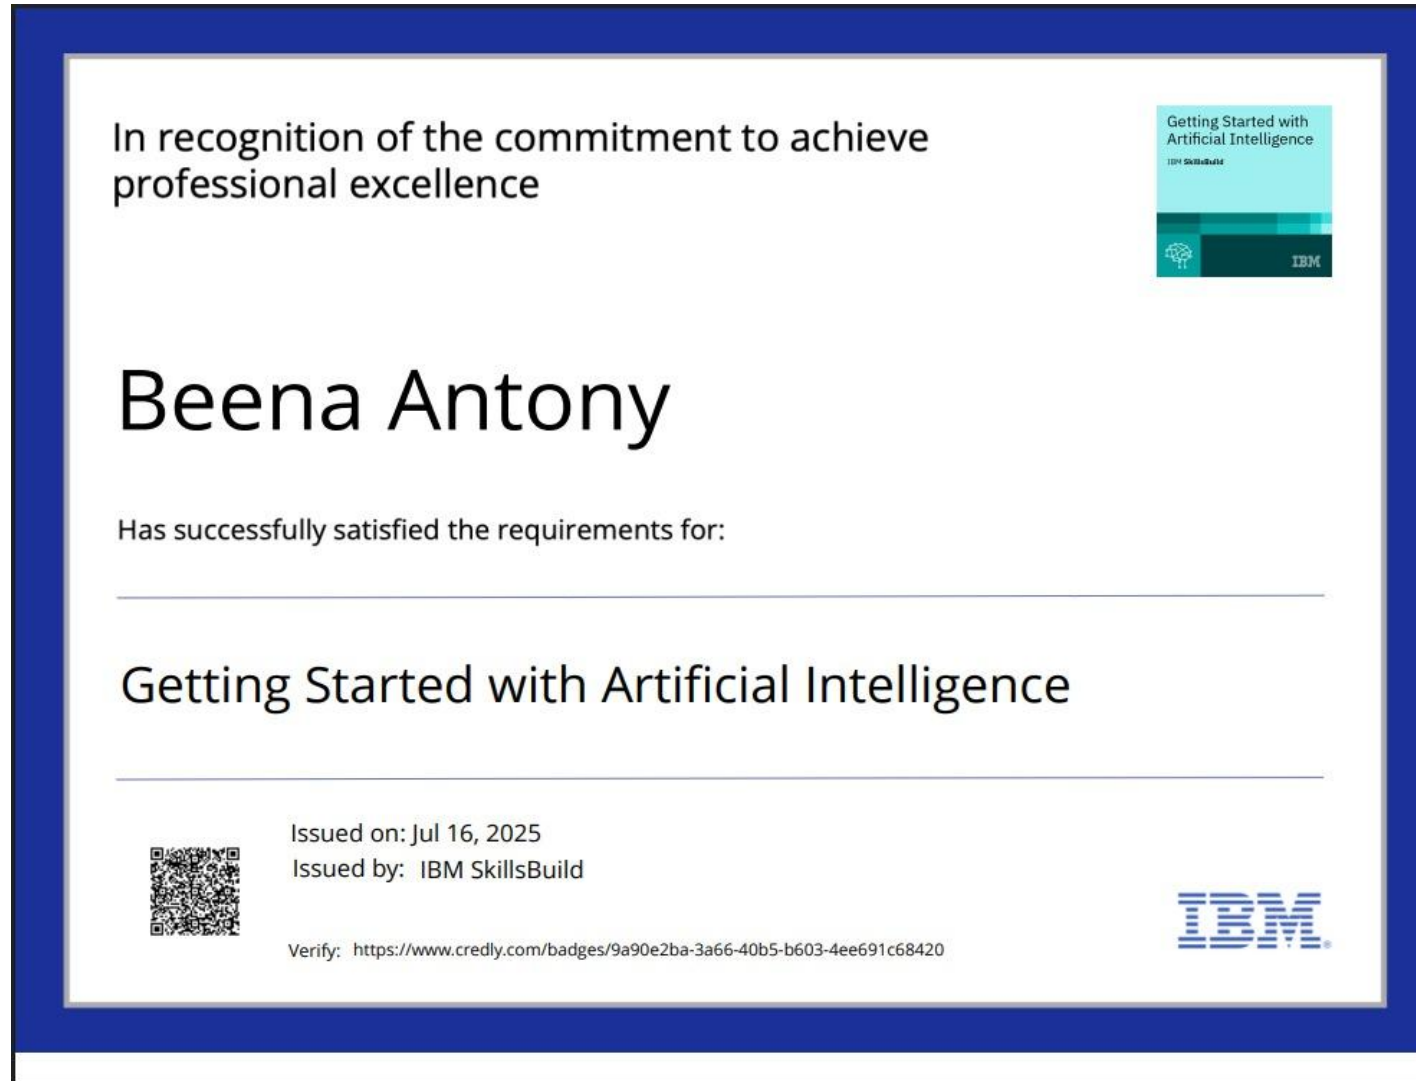 In recognition of the commitment to achieve
professional excellence
Getting Started with
Artificial Intelligence
IBM SkillsBuild
IBM
Beena Antony
Has successfully satisfied the requirements for:
Getting Started with Artificial Intelligence
Issued on: Jul 16, 2025
Issued by: IBM SkillsBuild
Verify: https://www.credly.com/badges/9a90e2ba-3a66-40b5-b603-4ee691c68420
IBM®